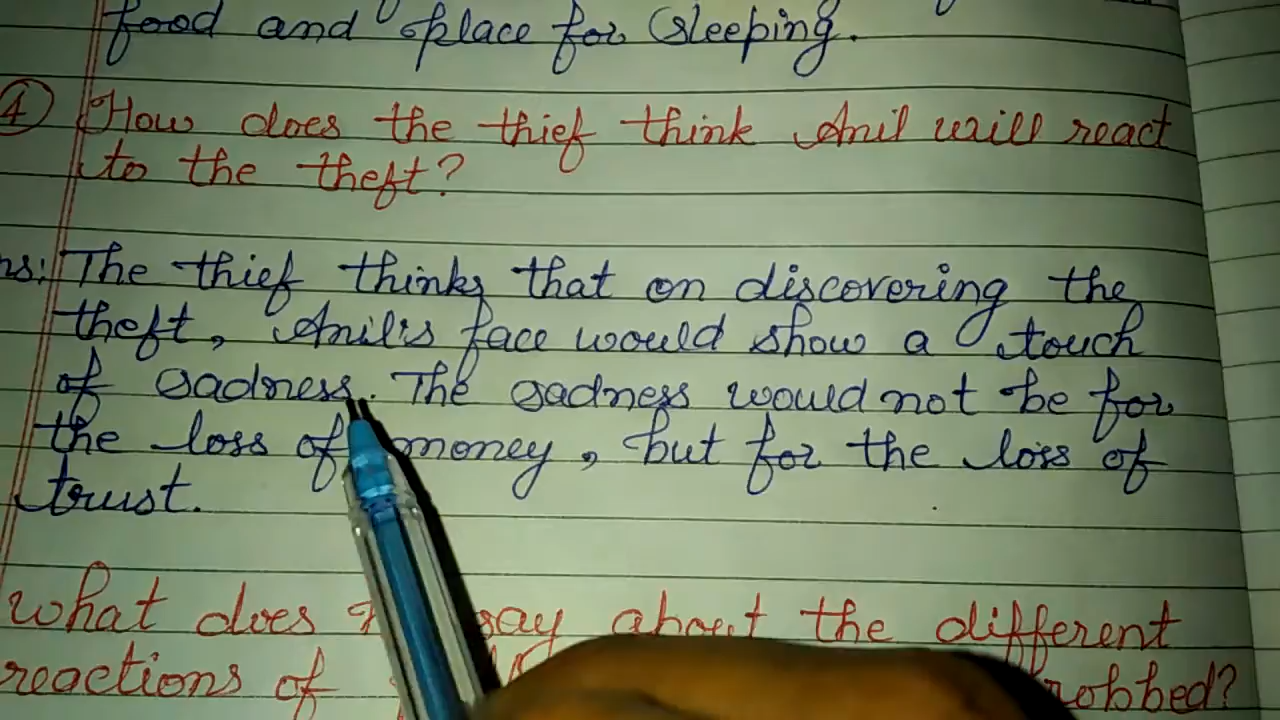 food and place for sleeping.
④ How does the thief think Anil will react
to the theft?
ns: The thief thinks that on discovering the
theft, Anil's face would show a touch
of sadness. The sadness would not be for
the loss of money, but for the loss of
trust.
what does say about the different
reactions of robbed?